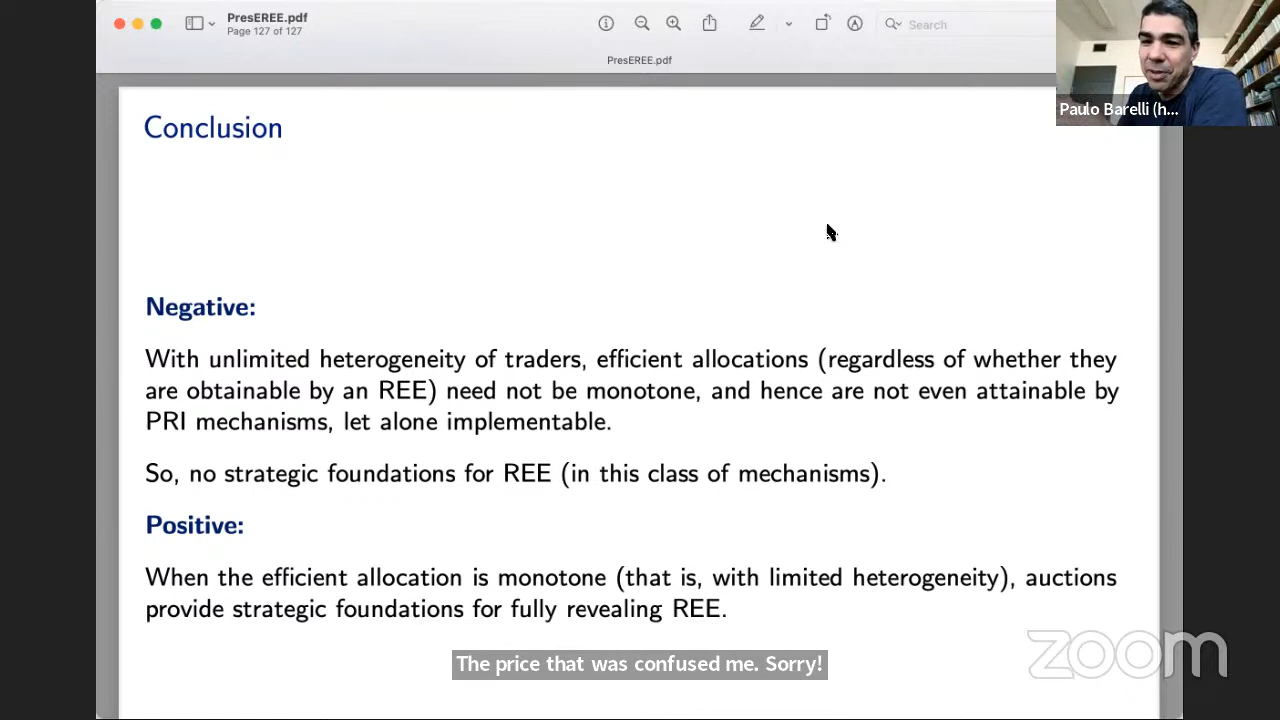 PresEREE.pdf
Page 127 of 127
Search
PresEREE.pdf
Paulo Barelli (h...
Conclusion
Negative:
With unlimited heterogeneity of traders, efficient allocations (regardless of whether they
are obtainable by an REE) need not be monotone, and hence are not even attainable by
PRI mechanisms, let alone implementable.
So, no strategic foundations for REE (in this class of mechanisms).
Positive:
When the efficient allocation is monotone (that is, with limited heterogeneity), auctions
provide strategic foundations for fully revealing REE.
The price that was confused me. Sorry!
zoom